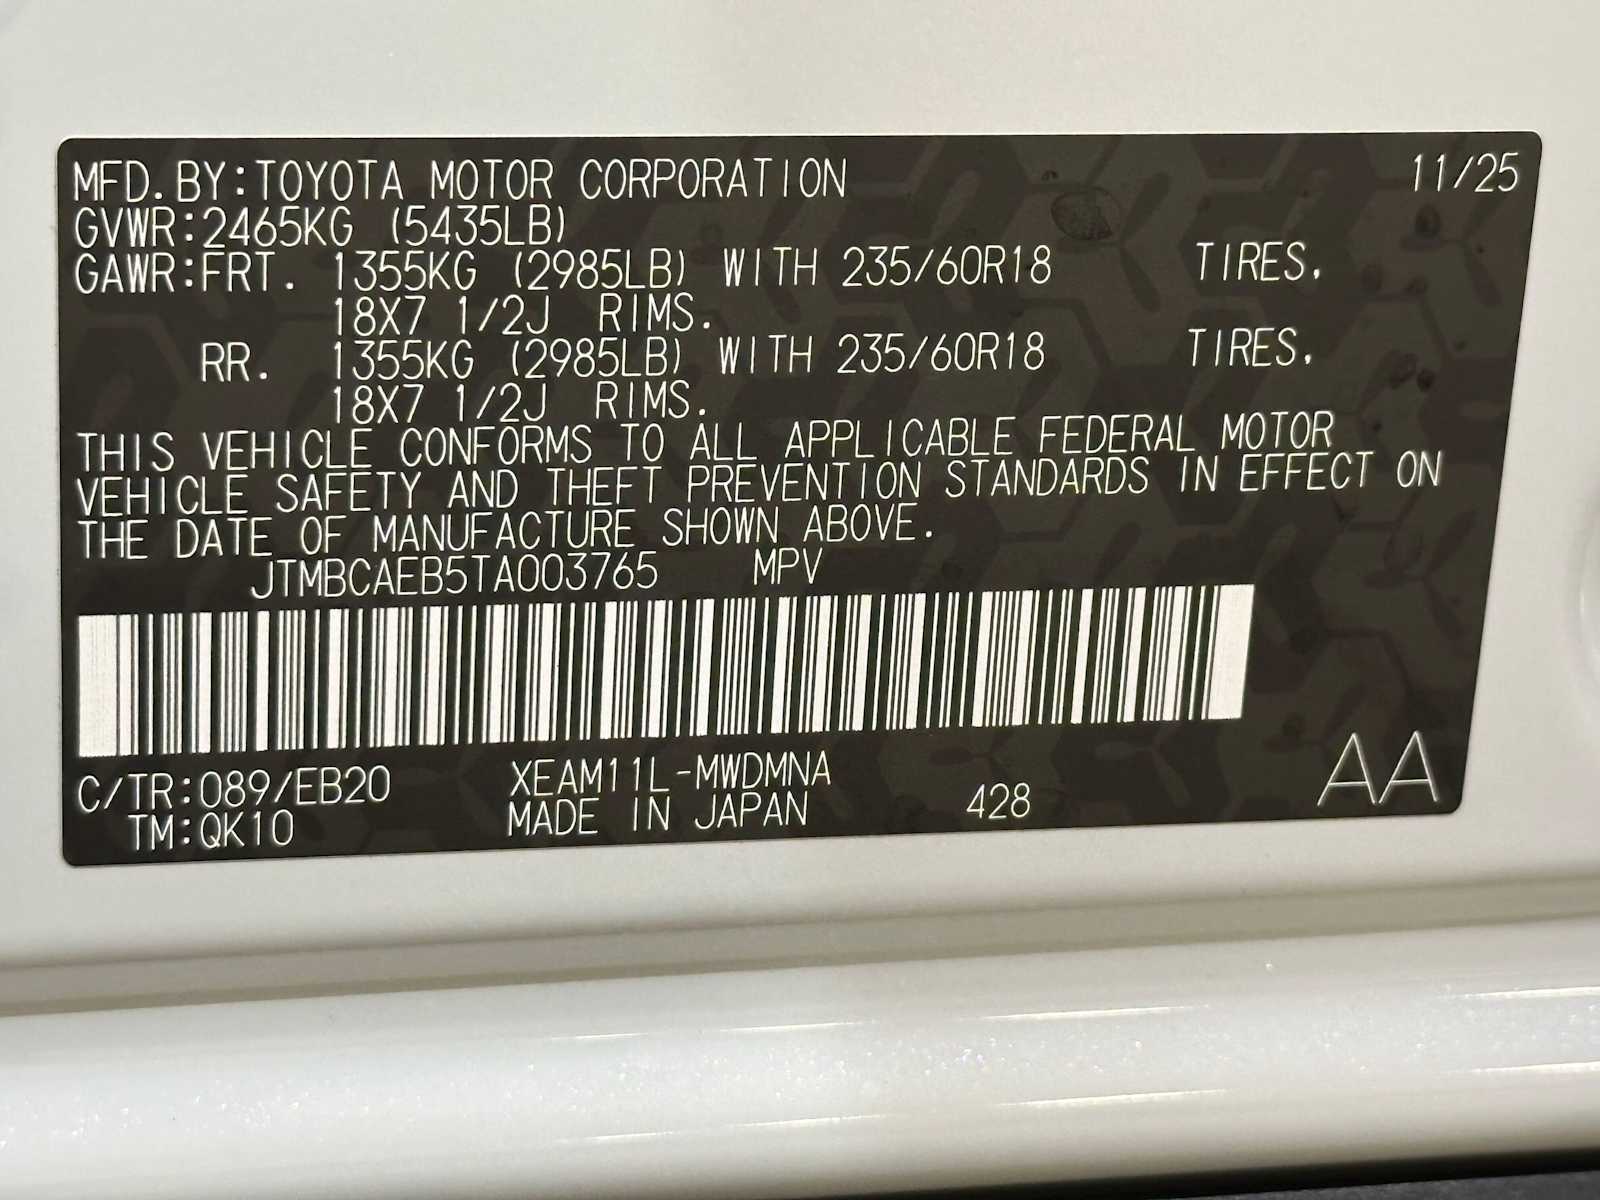 MFD.BY:TOYOTA MOTOR CORPORATION 11/25
GVWR:2465KG (5435LB)
GAWR:FRT. 1355KG (2985LB) WITH 235/60R18 TIRES,
18X7 1/2J RIMS.
RR. 1355KG (2985LB) WITH 235/60R18 TIRES,
18X7 1/2J RIMS.
THIS VEHICLE CONFORMS TO ALL APPLICABLE FEDERAL MOTOR
VEHICLE SAFETY AND THEFT PREVENTION STANDARDS IN EFFECT ON
THE DATE OF MANUFACTURE SHOWN ABOVE.
JTMBCAEB5TA003765 MPV
C/TR:089/EB20 XEAM11L-MWDMNA
TM:QK10 MADE IN JAPAN 428 AA